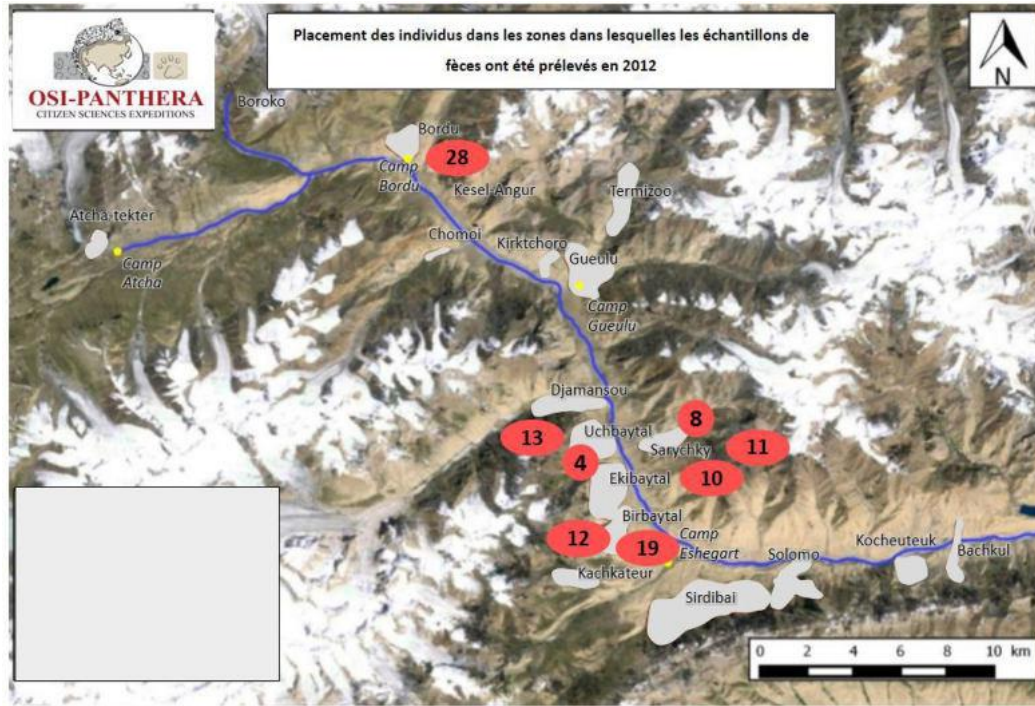 Placement des individus dans les zones dans lesquelles les échantillons de
fèces ont été prélevés en 2012
OSI-PANTHERA
CITIZEN SCIENCES EXPEDITIONS
N
Boroko
Bordu
28
Camp
Bordu
Kesel-Angur
Termizoo
Atcha-tekter
Camp
Atcha
Chomoï
Kirktchoro
Gueulu
Camp
Gueulu
Djamansou
8
13
Uchbaytal
Sarychky
11
4
Ekibaytal
10
Birbaytal
12
19
Camp
Eshegart
Kachkateur
Solomo
Kocheuteuk
Bachkul
Sirdibai
0 2 4 6 8 10 km